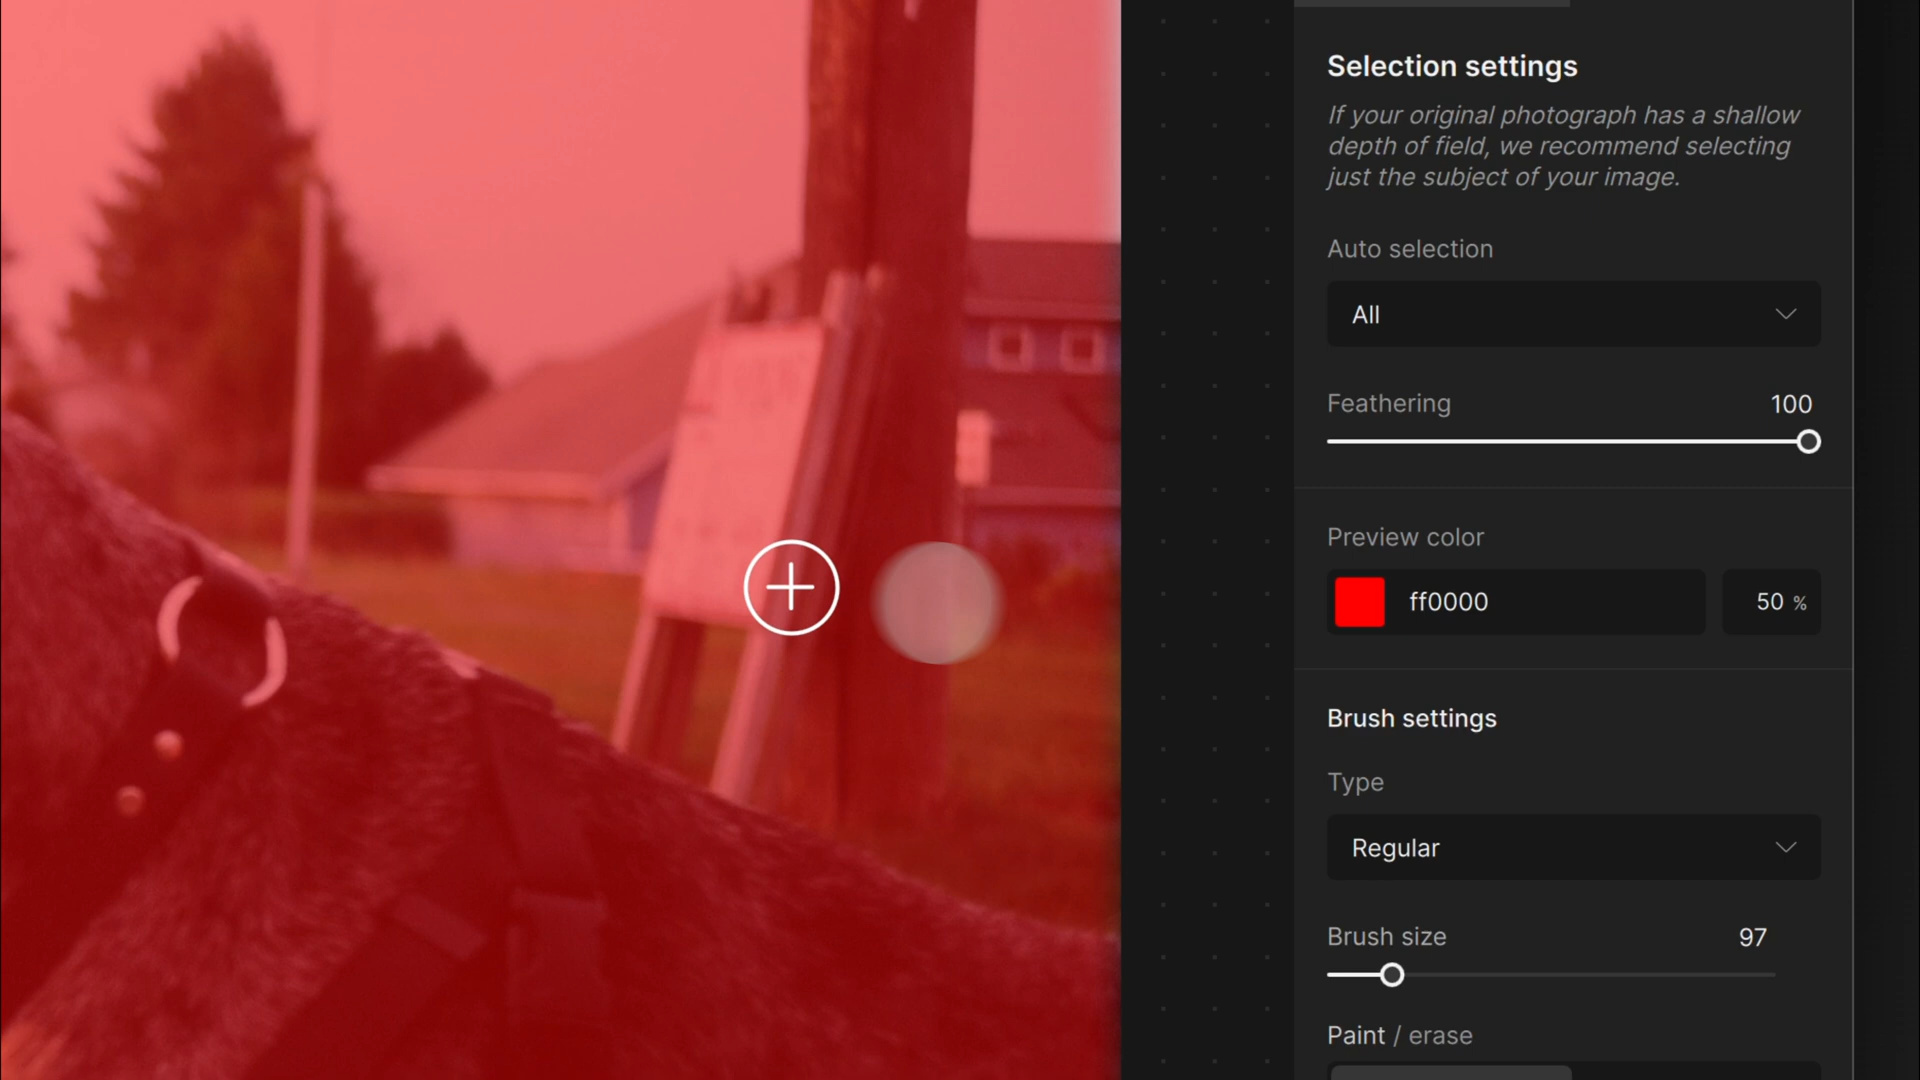 Selection settings
If your original photograph has a shallow
depth of field, we recommend selecting
just the subject of your image.
Auto selection
All
Feathering 100
Preview color
ff0000 50 %
Brush settings
Type
Regular
Brush size 97
Paint / erase